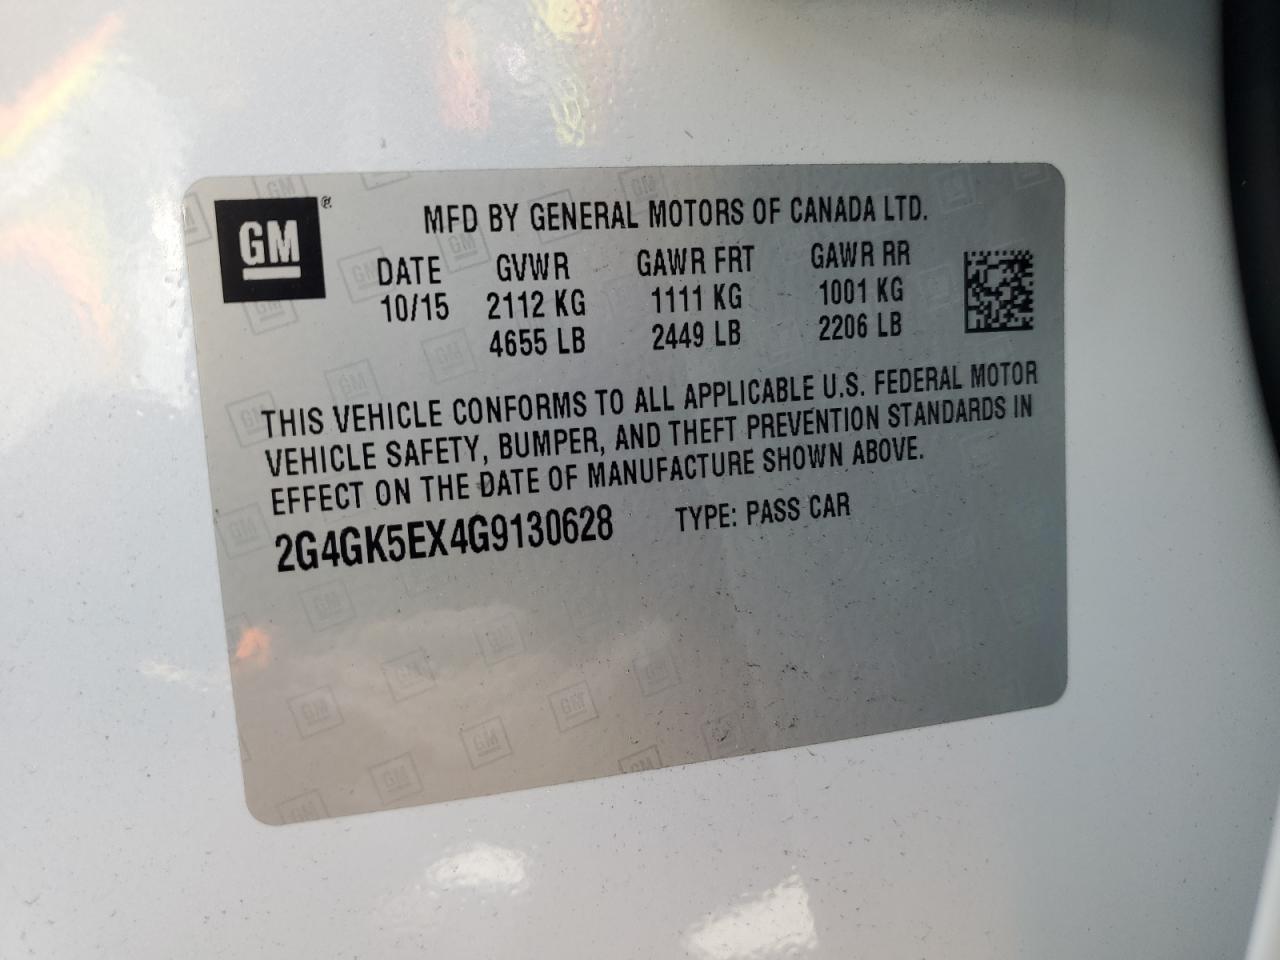 GM®
MFD BY GENERAL MOTORS OF CANADA LTD.
DATE GVWR GAWR FRT GAWR RR
10/15 2112 KG 1111 KG 1001 KG
4655 LB 2449 LB 2206 LB
THIS VEHICLE CONFORMS TO ALL APPLICABLE U.S. FEDERAL MOTOR
VEHICLE SAFETY, BUMPER, AND THEFT PREVENTION STANDARDS IN
EFFECT ON THE DATE OF MANUFACTURE SHOWN ABOVE.
2G4GK5EX4G9130628 TYPE: PASS CAR